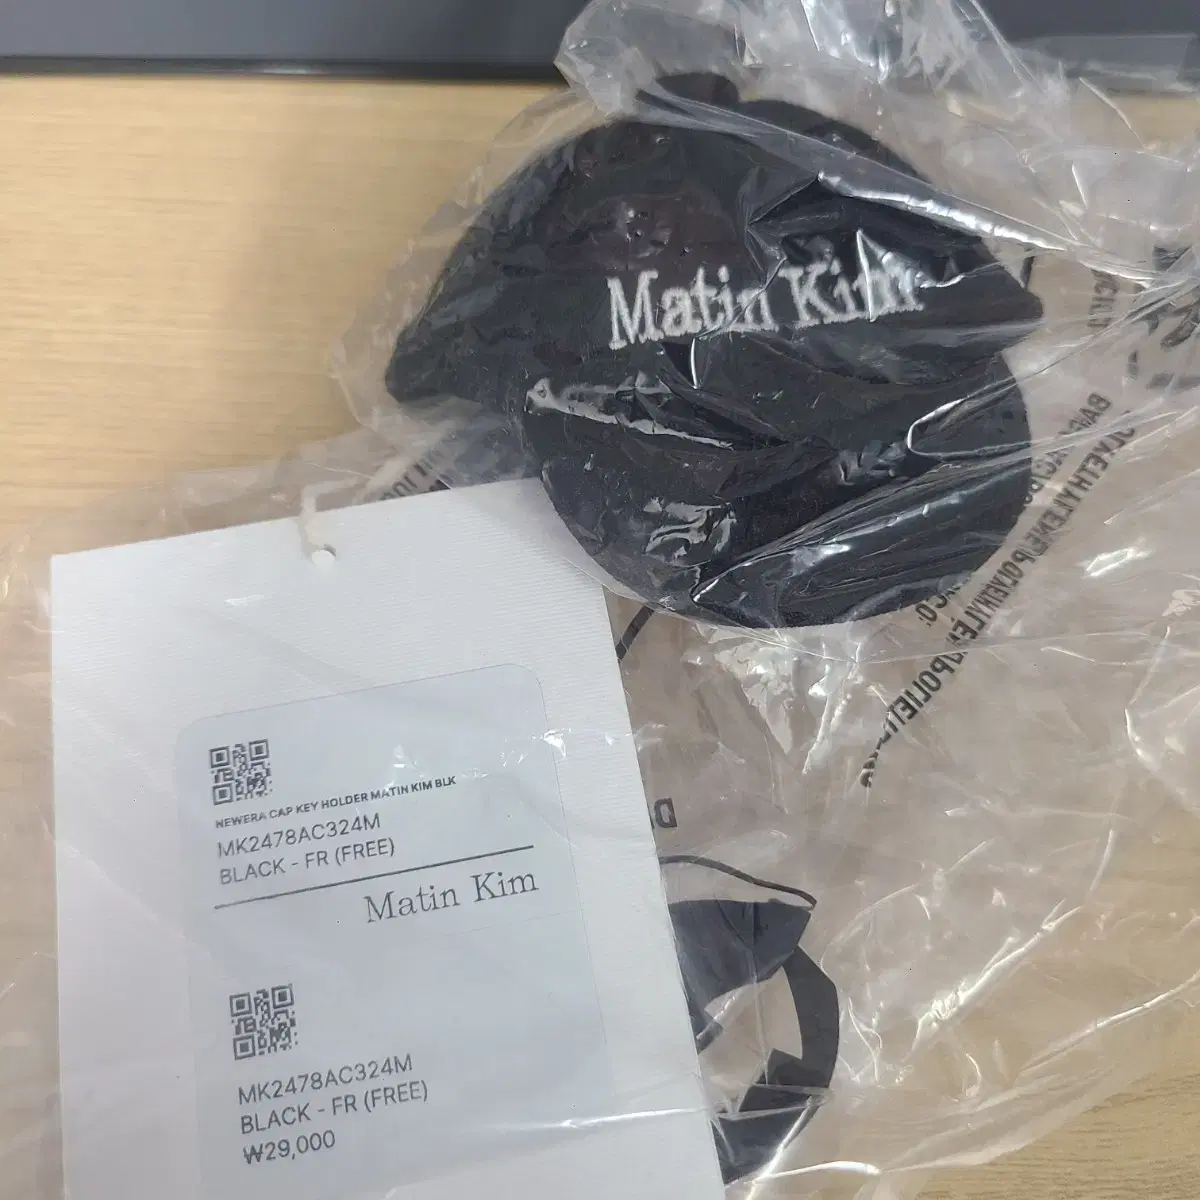 Matin Kim
NEWERA CAP KEY HOLDER MATIN KIM BLK
MK2478AC324M
BLACK - FR (FREE)
Matin Kim
MK2478AC324M
BLACK - FR (FREE)
₩29,000